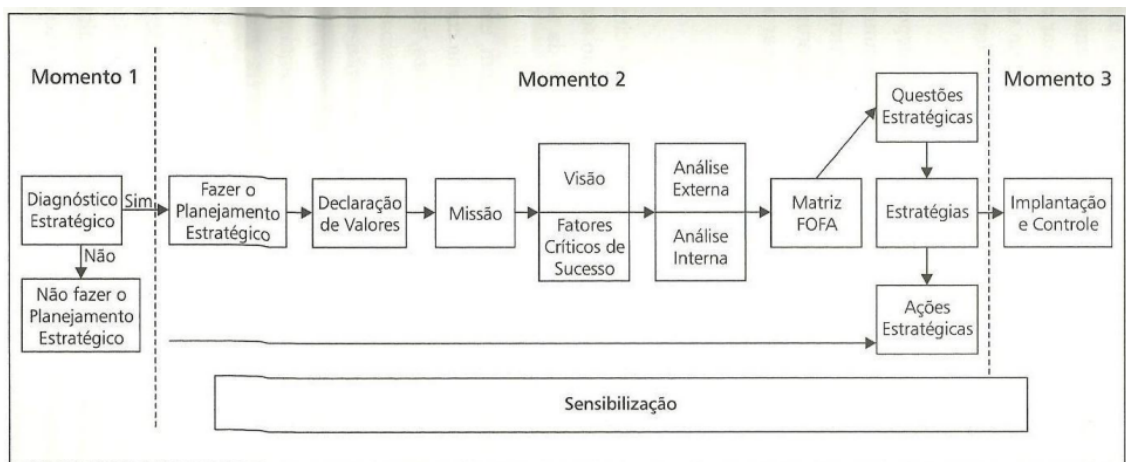 Momento 1
Momento 2
Momento 3
Diagnóstico
Estratégico
Sim
Não
Não fazer o
Planejamento
Estratégico
Fazer o
Planejamento
Estratégico
Declaração
de Valores
Missão
Visão
Fatores
Críticos de
Sucesso
Análise
Externa
Análise
Interna
Matriz
FOFA
Questões
Estratégicas
Estratégias
Ações
Estratégicas
Implantação
e Controle
Sensibilização